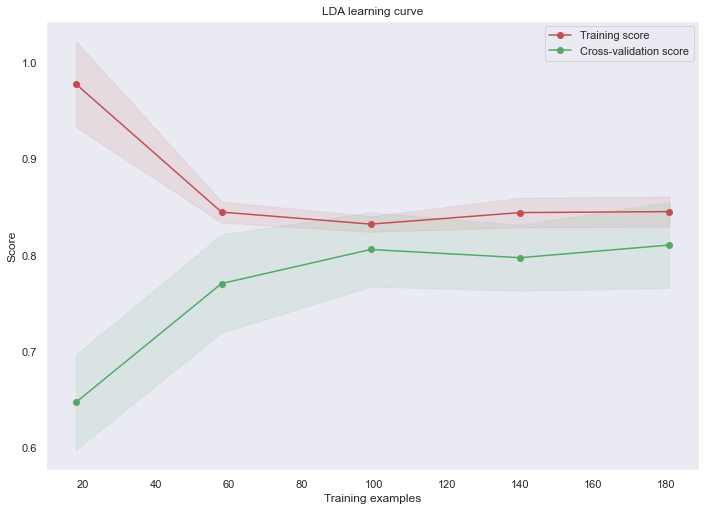 LDA learning curve
Training score
Cross-validation score
1.0
0.9
0.8
0.7
0.6
Score
20 40 60 80 100 120 140 160 180
Training examples